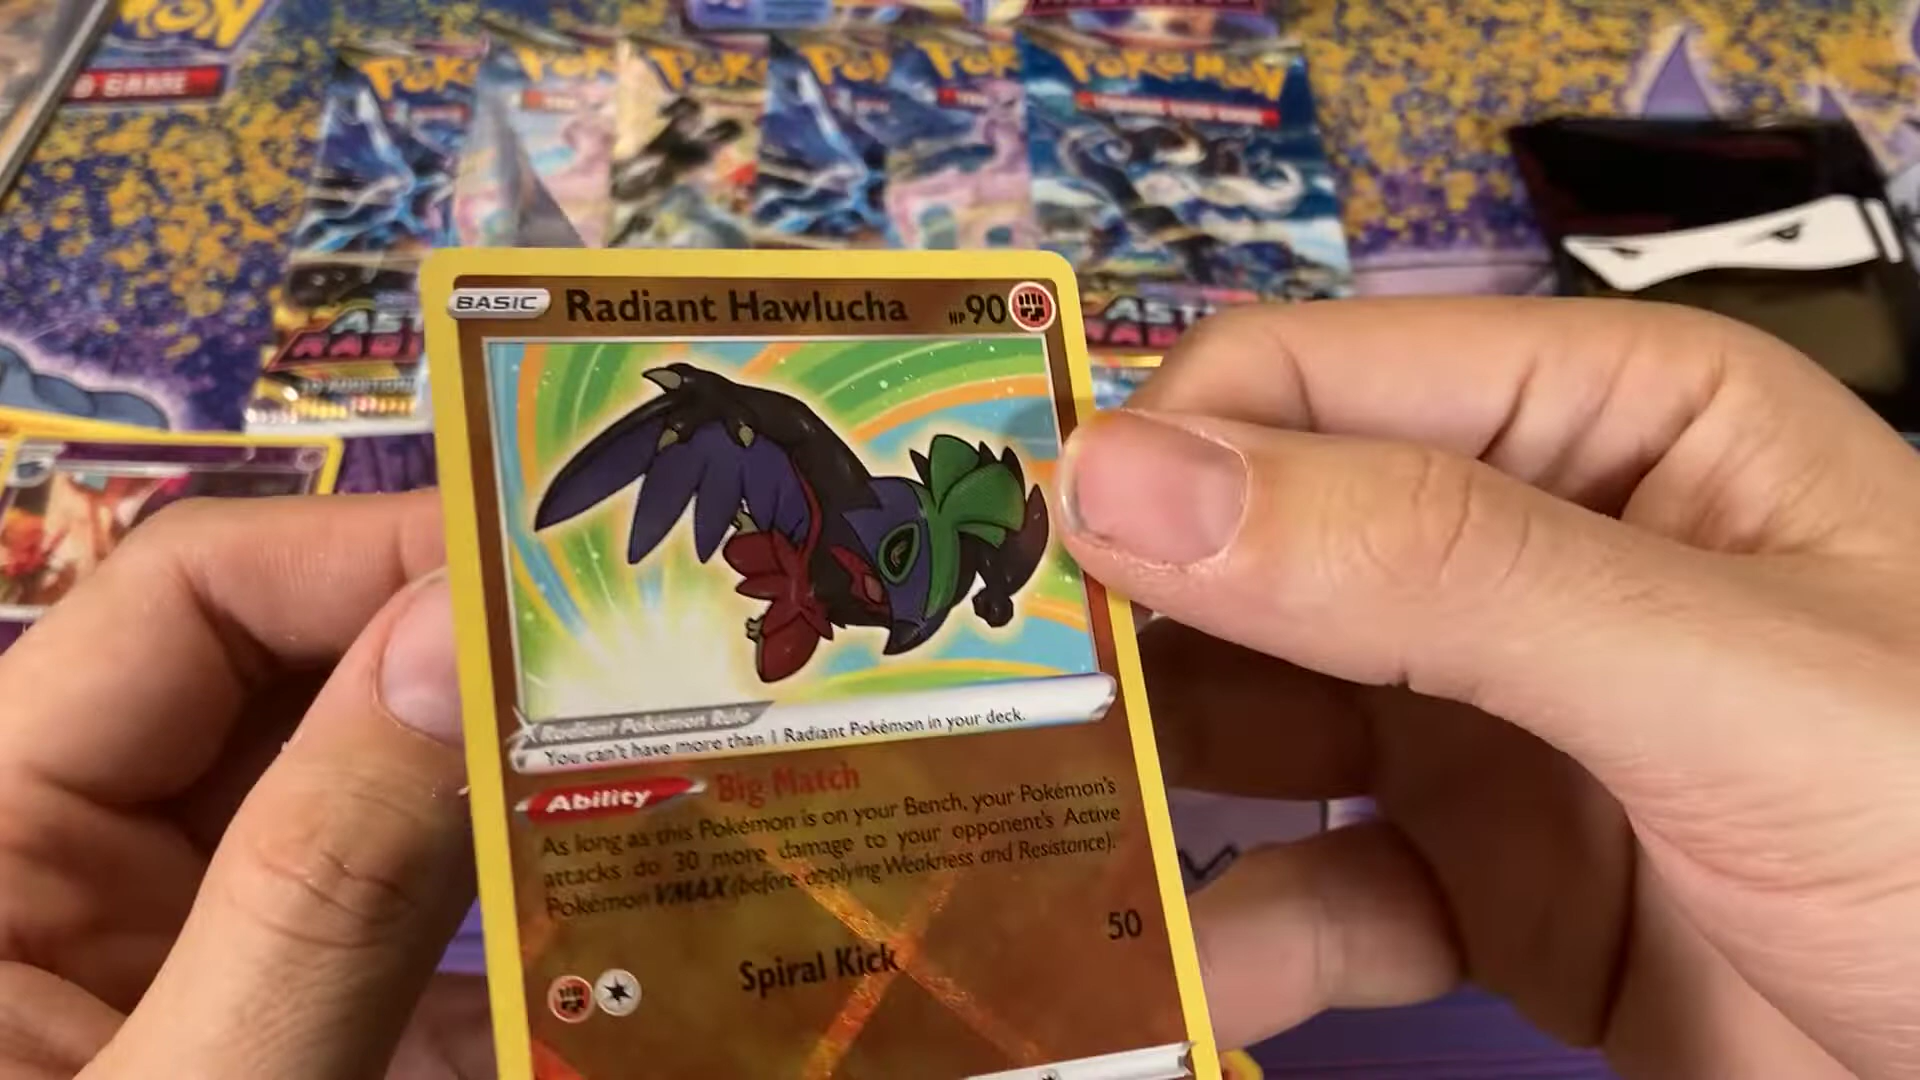 GAME
POKéMON
BASIC Radiant Hawlucha HP90
Radiant Pokémon Rule
You can't have more than 1 Radiant Pokémon in your deck.
Ability Big Match
As long as this Pokémon is on your Bench, your Pokémon's
attacks do 30 more damage to your opponent's Active
Pokémon VMAX (before applying Weakness and Resistance).
Spiral Kick 50